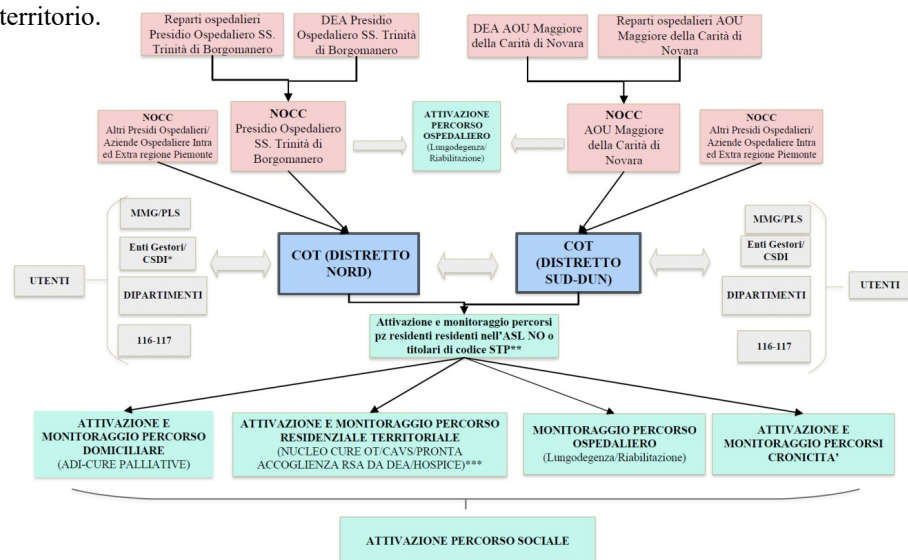 territorio.
Reparti ospedalieri
Presidio
Ospedaliero SS.
Trinità di Borgomanero
DEA Presidio
Ospedaliero SS. Trinità
di Borgomanero
DEA AOU Maggiore
della Carità di Novara
Reparti ospedalieri AOU
Maggiore della Carità di
Novara
NOCC
Altri Presidi Ospedalieri/
Aziende Ospedaliere Intra
ed Extra regione Piemonte
NOCC
Presidio Ospedaliero
SS. Trinità di
Borgomanero
ATTIVAZIONE
PERCORSO
OSPEDALIERO
(Lungodegenza/
Riabilitazione)
NOCC
AOU Maggiore
della Carità di
Novara
NOCC
Altri Presidi Ospedalieri/
Aziende Ospedaliere Intra
ed Extra regione Piemonte
UTENTI
MMG/PLS
Enti Gestori/
CSDI*
DIPARTIMENTI
116-117
COT (DISTRETTO
NORD)
COT
(DISTRETTO
SUD-DUN)
MMG/PLS
Enti Gestori/
CSDI
DIPARTIMENTI
116-117
UTENTI
Attivazione e monitoraggio percorsi
pz residenti residenti nell'ASL NO o
titolari di codice STP**
ATTIVAZIONE E
MONITORAGGIO PERCORSO
DOMICILIARE
(ADI-CURE PALLIATIVE)
ATTIVAZIONE E MONITORAGGIO PERCORSO
RESIDENZIALE TERRITORIALE
(NUCLEO CURE OT/CAVS/PRONTA
ACCOGLIENZA RSA DA DEA/HOSPICE)***
MONITORAGGIO PERCORSO
OSPEDALIERO
(Lungodegenza/Riabilitazione)
ATTIVAZIONE E
MONITORAGGIO PERCORSI
CRONICITA'
ATTIVAZIONE PERCORSO SOCIALE